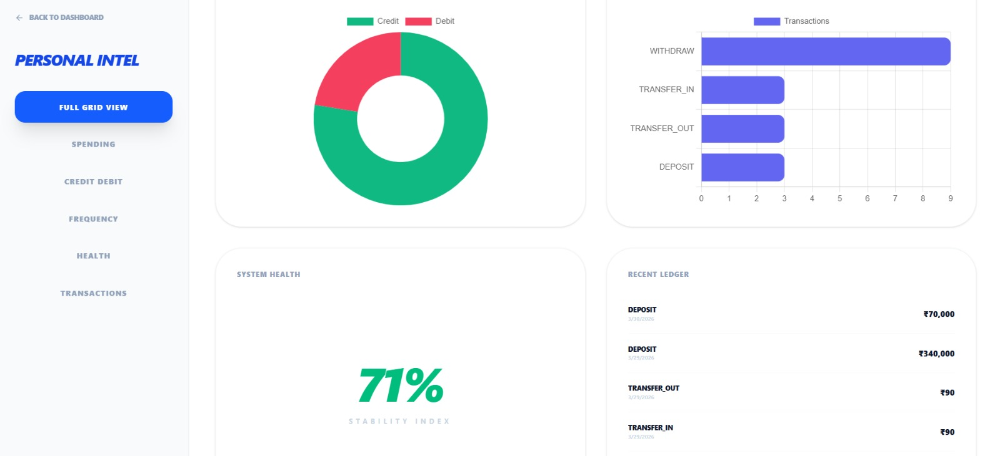 BACK TO DASHBOARD
PERSONAL INTEL
FULL GRID VIEW
SPENDING
CREDIT DEBIT
FREQUENCY
HEALTH
TRANSACTIONS
Credit Debit
Transactions
WITHDRAW
TRANSFER_IN
TRANSFER_OUT
DEPOSIT
0 1 2 3 4 5 6 7 8 9
SYSTEM HEALTH
71%
STABILITY INDEX
RECENT LEDGER
DEPOSIT
3/30/2026
₹70,000
DEPOSIT
3/29/2026
₹340,000
TRANSFER_OUT
3/29/2026
₹90
TRANSFER_IN
3/29/2026
₹90